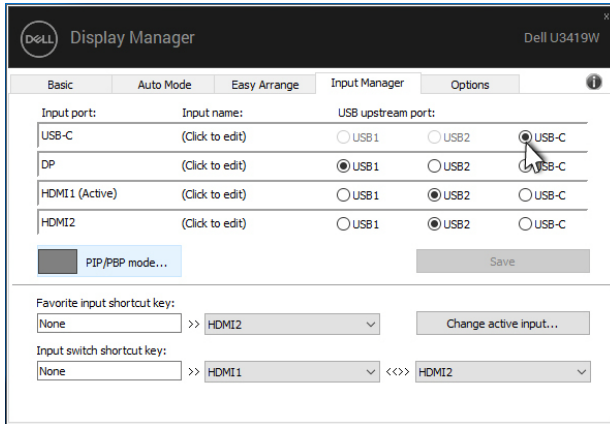 DELL Display Manager Dell U3419W
Basic Auto Mode Easy Arrange Input Manager Options
Input port: Input name: USB upstream port:
USB-C (Click to edit) USB1 USB2 USB-C
DP (Click to edit) USB1 USB2 USB-C
HDMI1 (Active) (Click to edit) USB1 USB2 USB-C
HDMI2 (Click to edit) USB1 USB2 USB-C
PIP/PBP mode... Save
Favorite input shortcut key:
None >> HDMI2 Change active input...
Input switch shortcut key:
None >> HDMI1 <<>> HDMI2